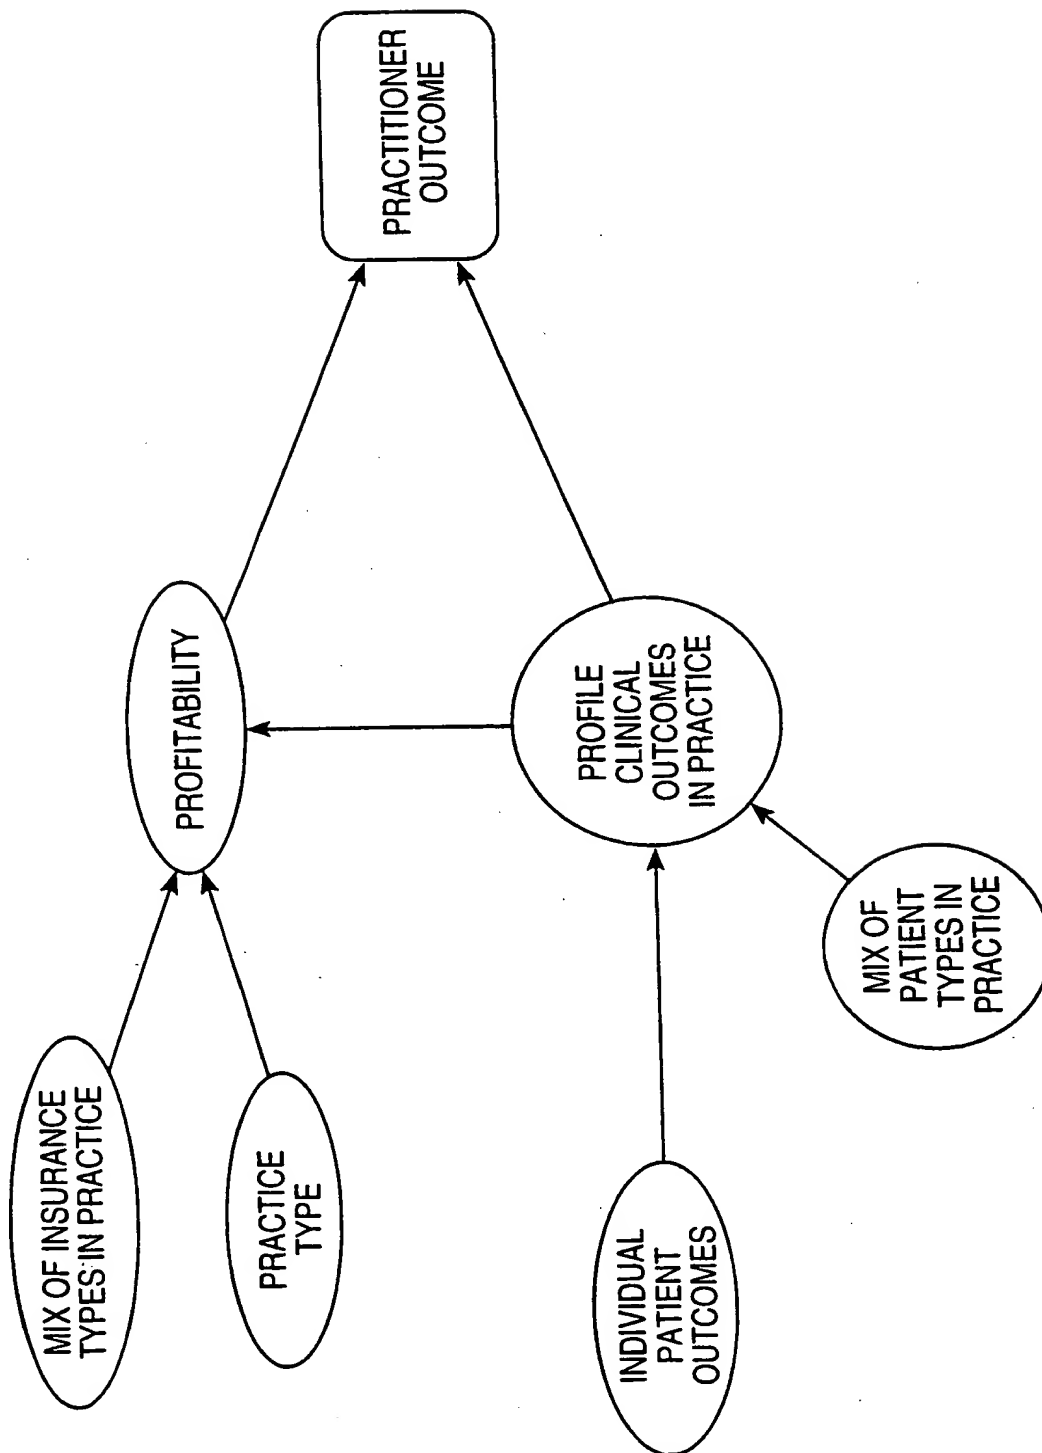 MIX OF INSURANCE
TYPES IN PRACTICE
PRACTICE
TYPE
PROFITABILITY
PRACTITIONER
OUTCOME
INDIVIDUAL
PATIENT
OUTCOMES
PROFILE
CLINICAL
OUTCOMES
IN PRACTICE
MIX OF
PATIENT
TYPES IN
PRACTICE